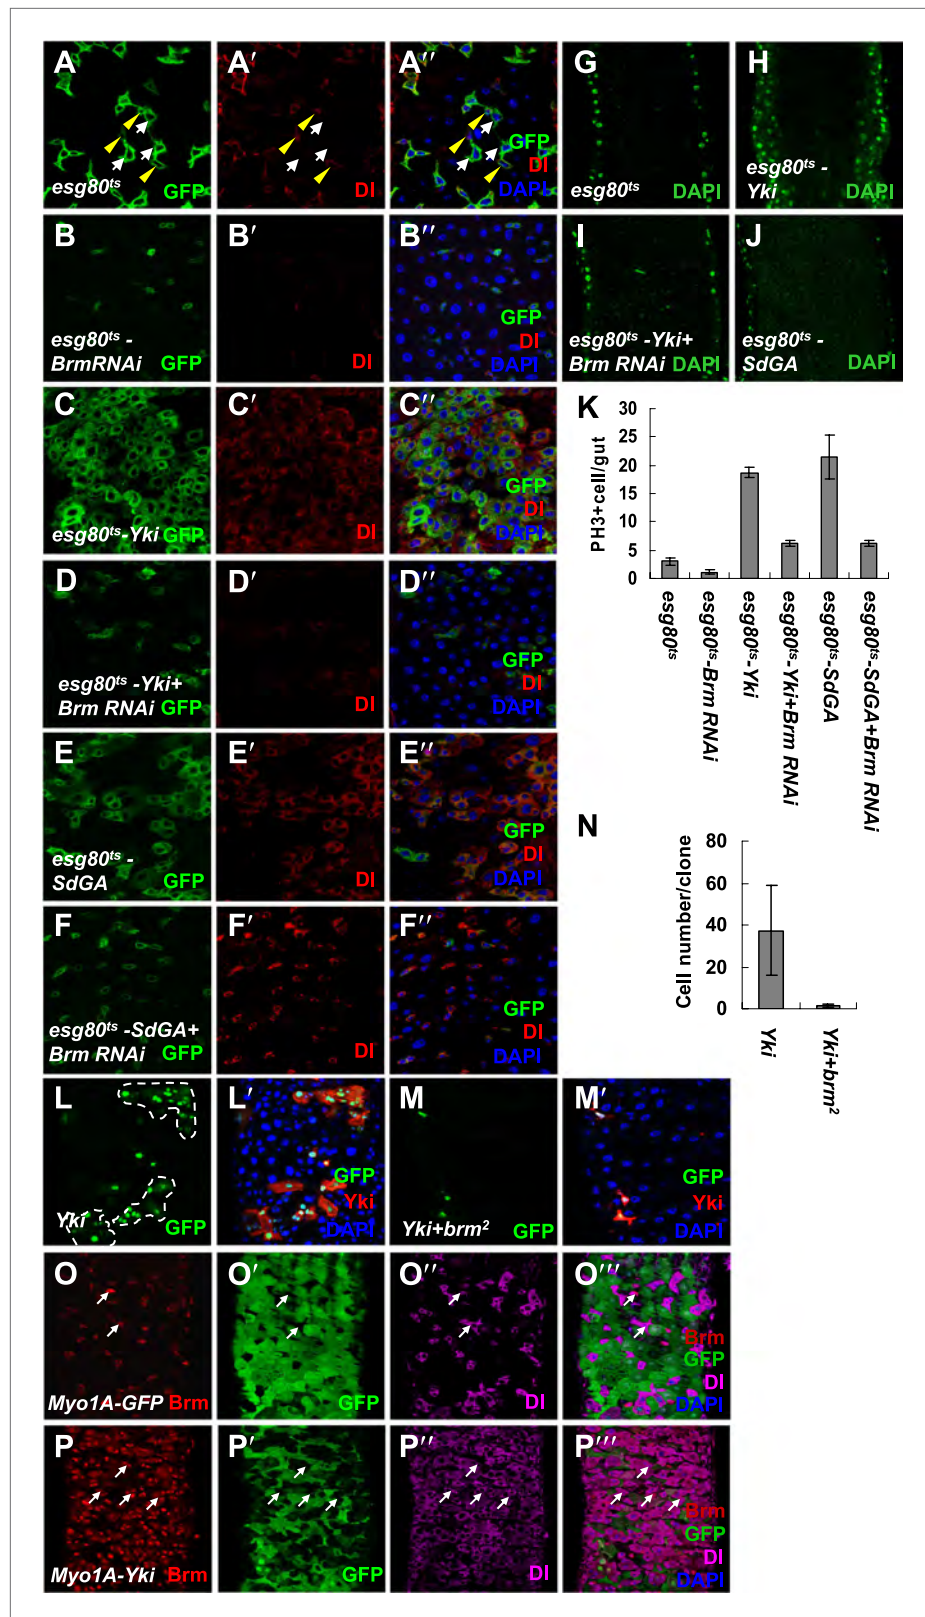 A
esg80ts GFP
A′
Dl
A″
GFP
Dl
DAPI
G
esg80ts DAPI
H
esg80ts -
Yki DAPI
B
esg80ts -
BrmRNAi GFP
B′
Dl
B″
GFP
Dl
DAPI
I
esg80ts -Yki+
Brm RNAi DAPI
J
esg80ts -
SdGA DAPI
C
esg80ts-Yki GFP
C′
Dl
C″
GFP
Dl
DAPI
K
PH3+cell/gut
30
25
20
15
10
5
0
esg80ts
esg80ts-Brm RNAi
esg80ts-Yki
esg80ts-Yki+Brm RNAi
esg80ts-SdGA
esg80ts-SdGA+Brm RNAi
D
esg80ts -Yki+
Brm RNAi GFP
D′
Dl
D″
GFP
Dl
DAPI
E
esg80ts -
SdGA GFP
E′
Dl
E″
GFP
Dl
DAPI
N
Cell number/clone
80
60
40
20
0
Yki
Yki+brm2
F
esg80ts -SdGA+
Brm RNAi GFP
F′
Dl
F″
GFP
Dl
DAPI
L
Yki GFP
L′
GFP
Yki
DAPI
M
Yki+brm2 GFP
M′
GFP
Yki
DAPI
O
Myo1A-GFP Brm
O′
GFP
O″
Dl
O‴
Brm
GFP
Dl
DAPI
P
Myo1A-Yki Brm
P′
GFP
P″
Dl
P‴
Brm
GFP
Dl
DAPI